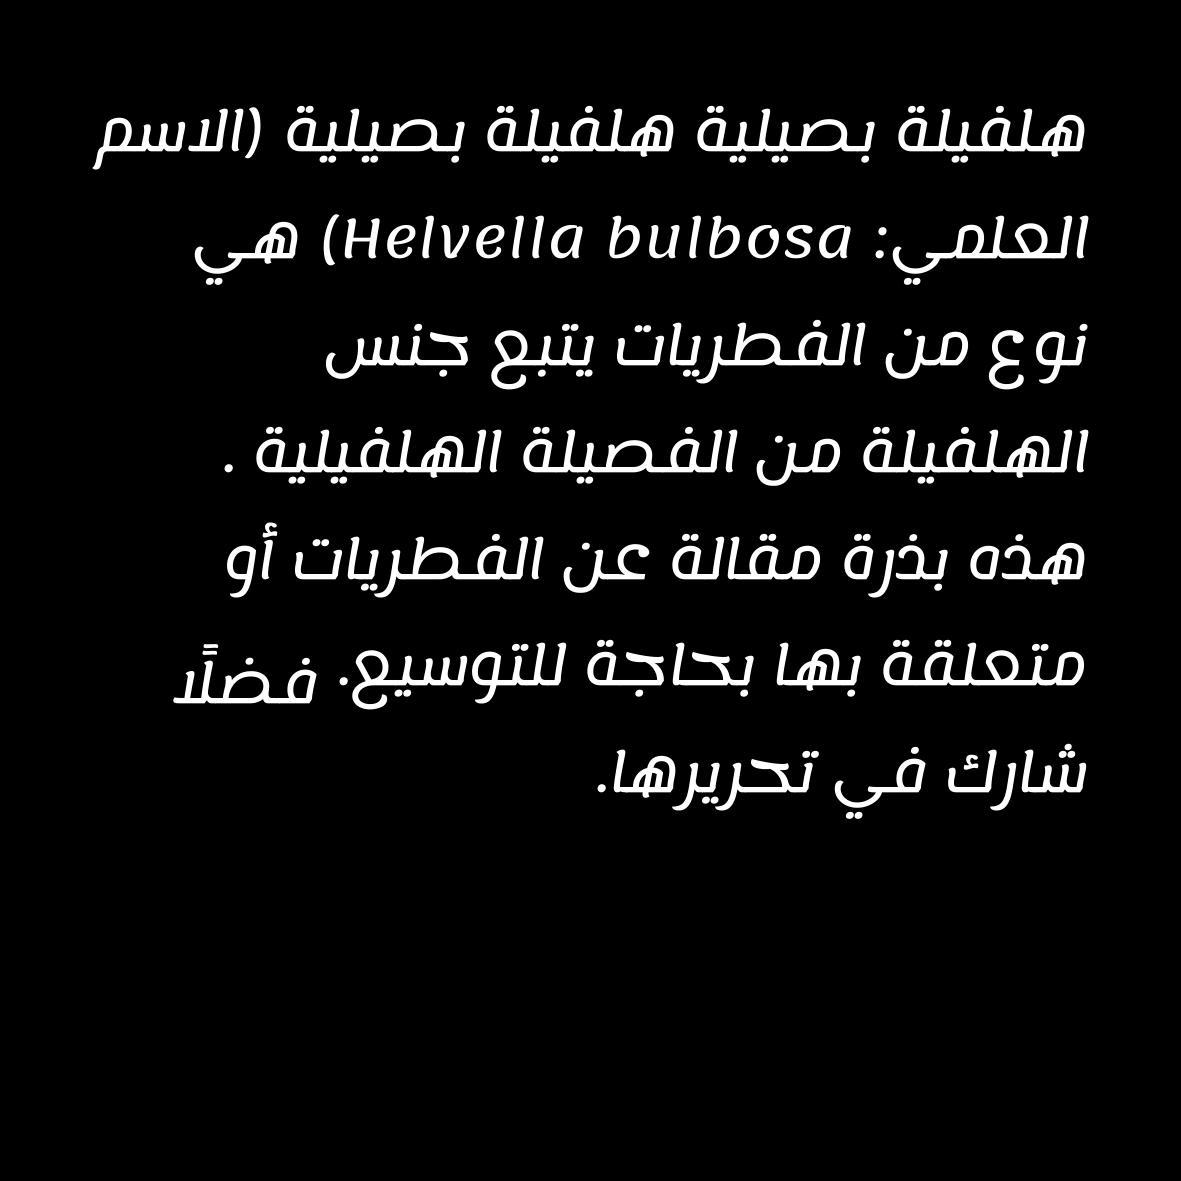 هلفيلة بصيلية هلفيلة بصيلية (الاسم
العلمي: Helvella bulbosa) هي
نوع من الفطريات يتبع جنس
الهلفيلة من الفصيلة الهلفيلية .
هذه بذرة مقالة عن الفطريات أو
متعلقة بها بحاجة للتوسيع. فضلًا
شارك في تحريرها.